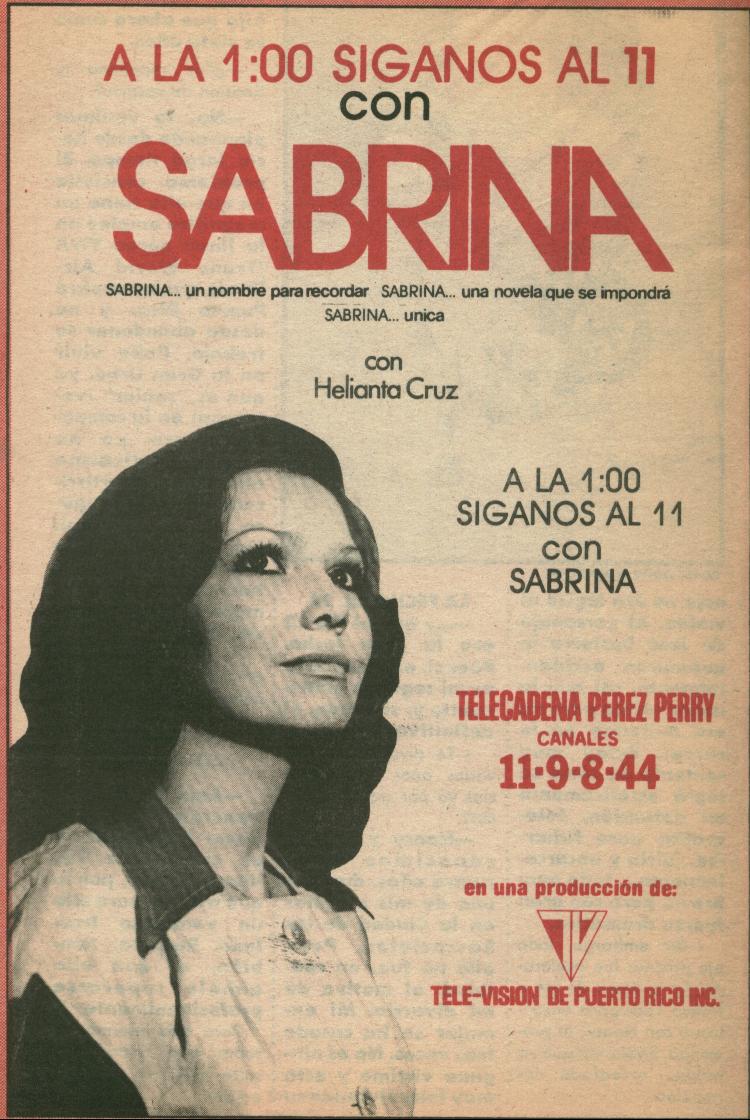 A LA 1:00 SIGANOS AL 11
con
SABRINA
SABRINA... un nombre para recordar SABRINA... una novela que se impondrá
SABRINA... unica
con
Helianta Cruz
A LA 1:00
SIGANOS AL 11
con
SABRINA
TELECADENA PEREZ PERRY
CANALES
11·9·8·44
en una producción de:
TV
TELE-VISION DE PUERTO RICO INC.